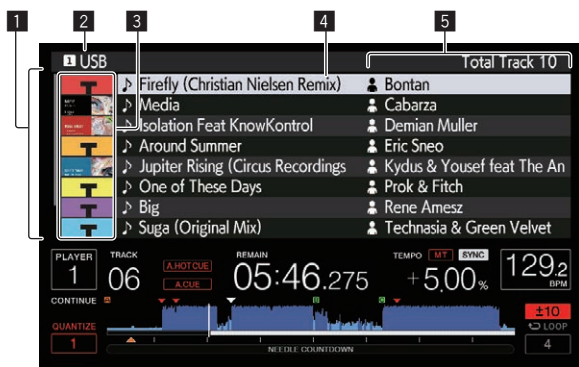 1 2 3 4 5
1 USB Total Track 10
Firefly (Christian Nielsen Remix) Bontan
Media Cabarza
Isolation Feat KnowKontrol Demian Muller
Around Summer Eric Sneo
Jupiter Rising (Circus Recordings Kydus & Yousef feat The An
One of These Days Prok & Fitch
Big Rene Amesz
Suga (Original Mix) Technasia & Green Velvet
PLAYER TRACK REMAIN TEMPO MT SYNC
1 06 A.HOT CUE A.CUE 05:46.275 +5.00% 129.2 BPM
CONTINUE A B C
QUANTIZE ±10
1 LOOP
NEEDLE COUNTDOWN 4